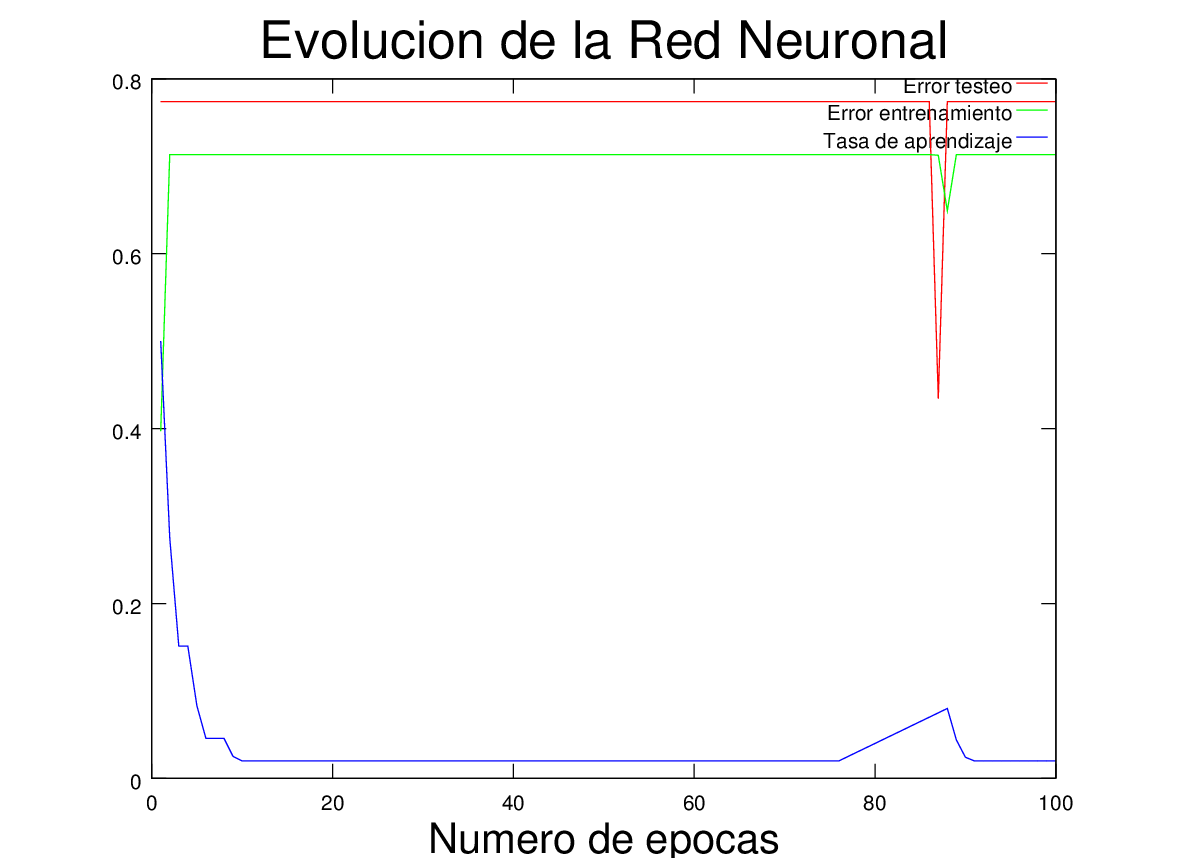 Evolucion de la Red Neuronal
0.8
Error testeo
Error entrenamiento
Tasa de aprendizaje
0.6
0.4
0.2
0
0 20 40 60 80 100
Numero de epocas